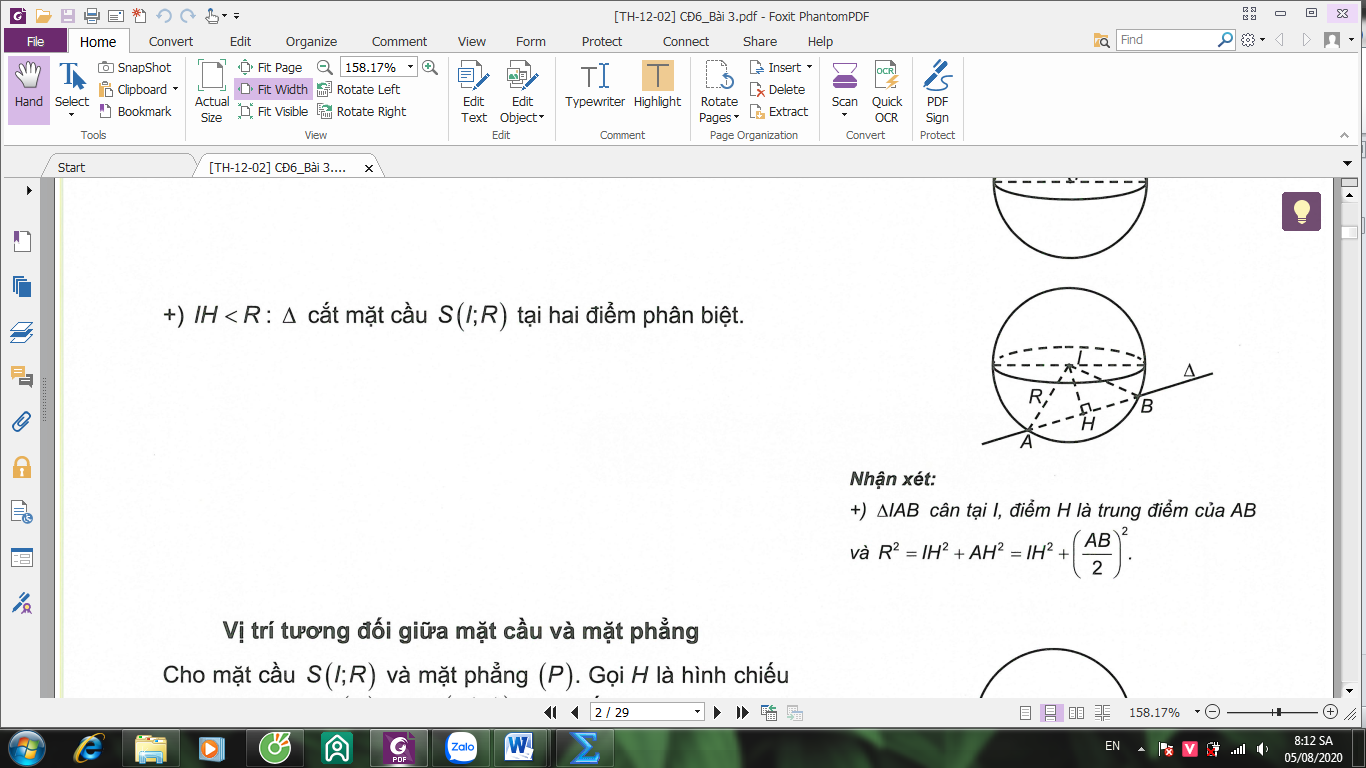 [TH-12-02] CĐ6_Bài 3.pdf - Foxit PhantomPDF
File Home Convert Edit Organize Comment View Form Protect Connect Share Help Find
Hand
Select
SnapShot
Clipboard
Bookmark
Tools
Actual Size
Fit Page
Fit Width
Fit Visible
158.17%
Rotate Left
Rotate Right
View
Edit Text
Edit Object
Edit
Typewriter
Highlight
Comment
Rotate Pages
Insert
Delete
Extract
Page Organization
Scan
Quick OCR
Convert
PDF Sign
Protect
Start
[TH-12-02] CĐ6_Bài 3....
+) IH < R : Δ cắt mặt cầu S(I;R) tại hai điểm phân biệt.
I
Δ
R
B
H
A
Nhận xét:
+) ΔIAB cân tại I, điểm H là trung điểm của AB
và R² = IH² + AH² = IH² + (AB/2)².
Vị trí tương đối giữa mặt cầu và mặt phẳng
Cho mặt cầu S(I;R) và mặt phẳng (P). Gọi H là hình chiếu
2 / 29
158.17%
PDF
Zalo
EN
8:12 SA
05/08/2020